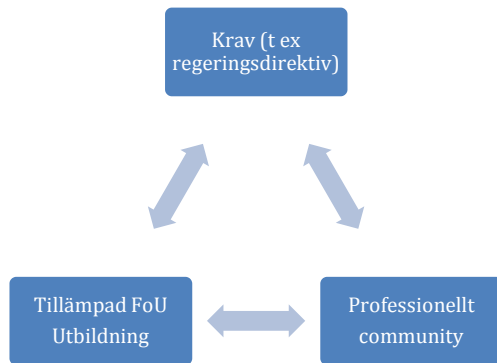 Krav (t ex
regeringsdirektiv)
Tillämpad FoU
Utbildning
Professionellt
community